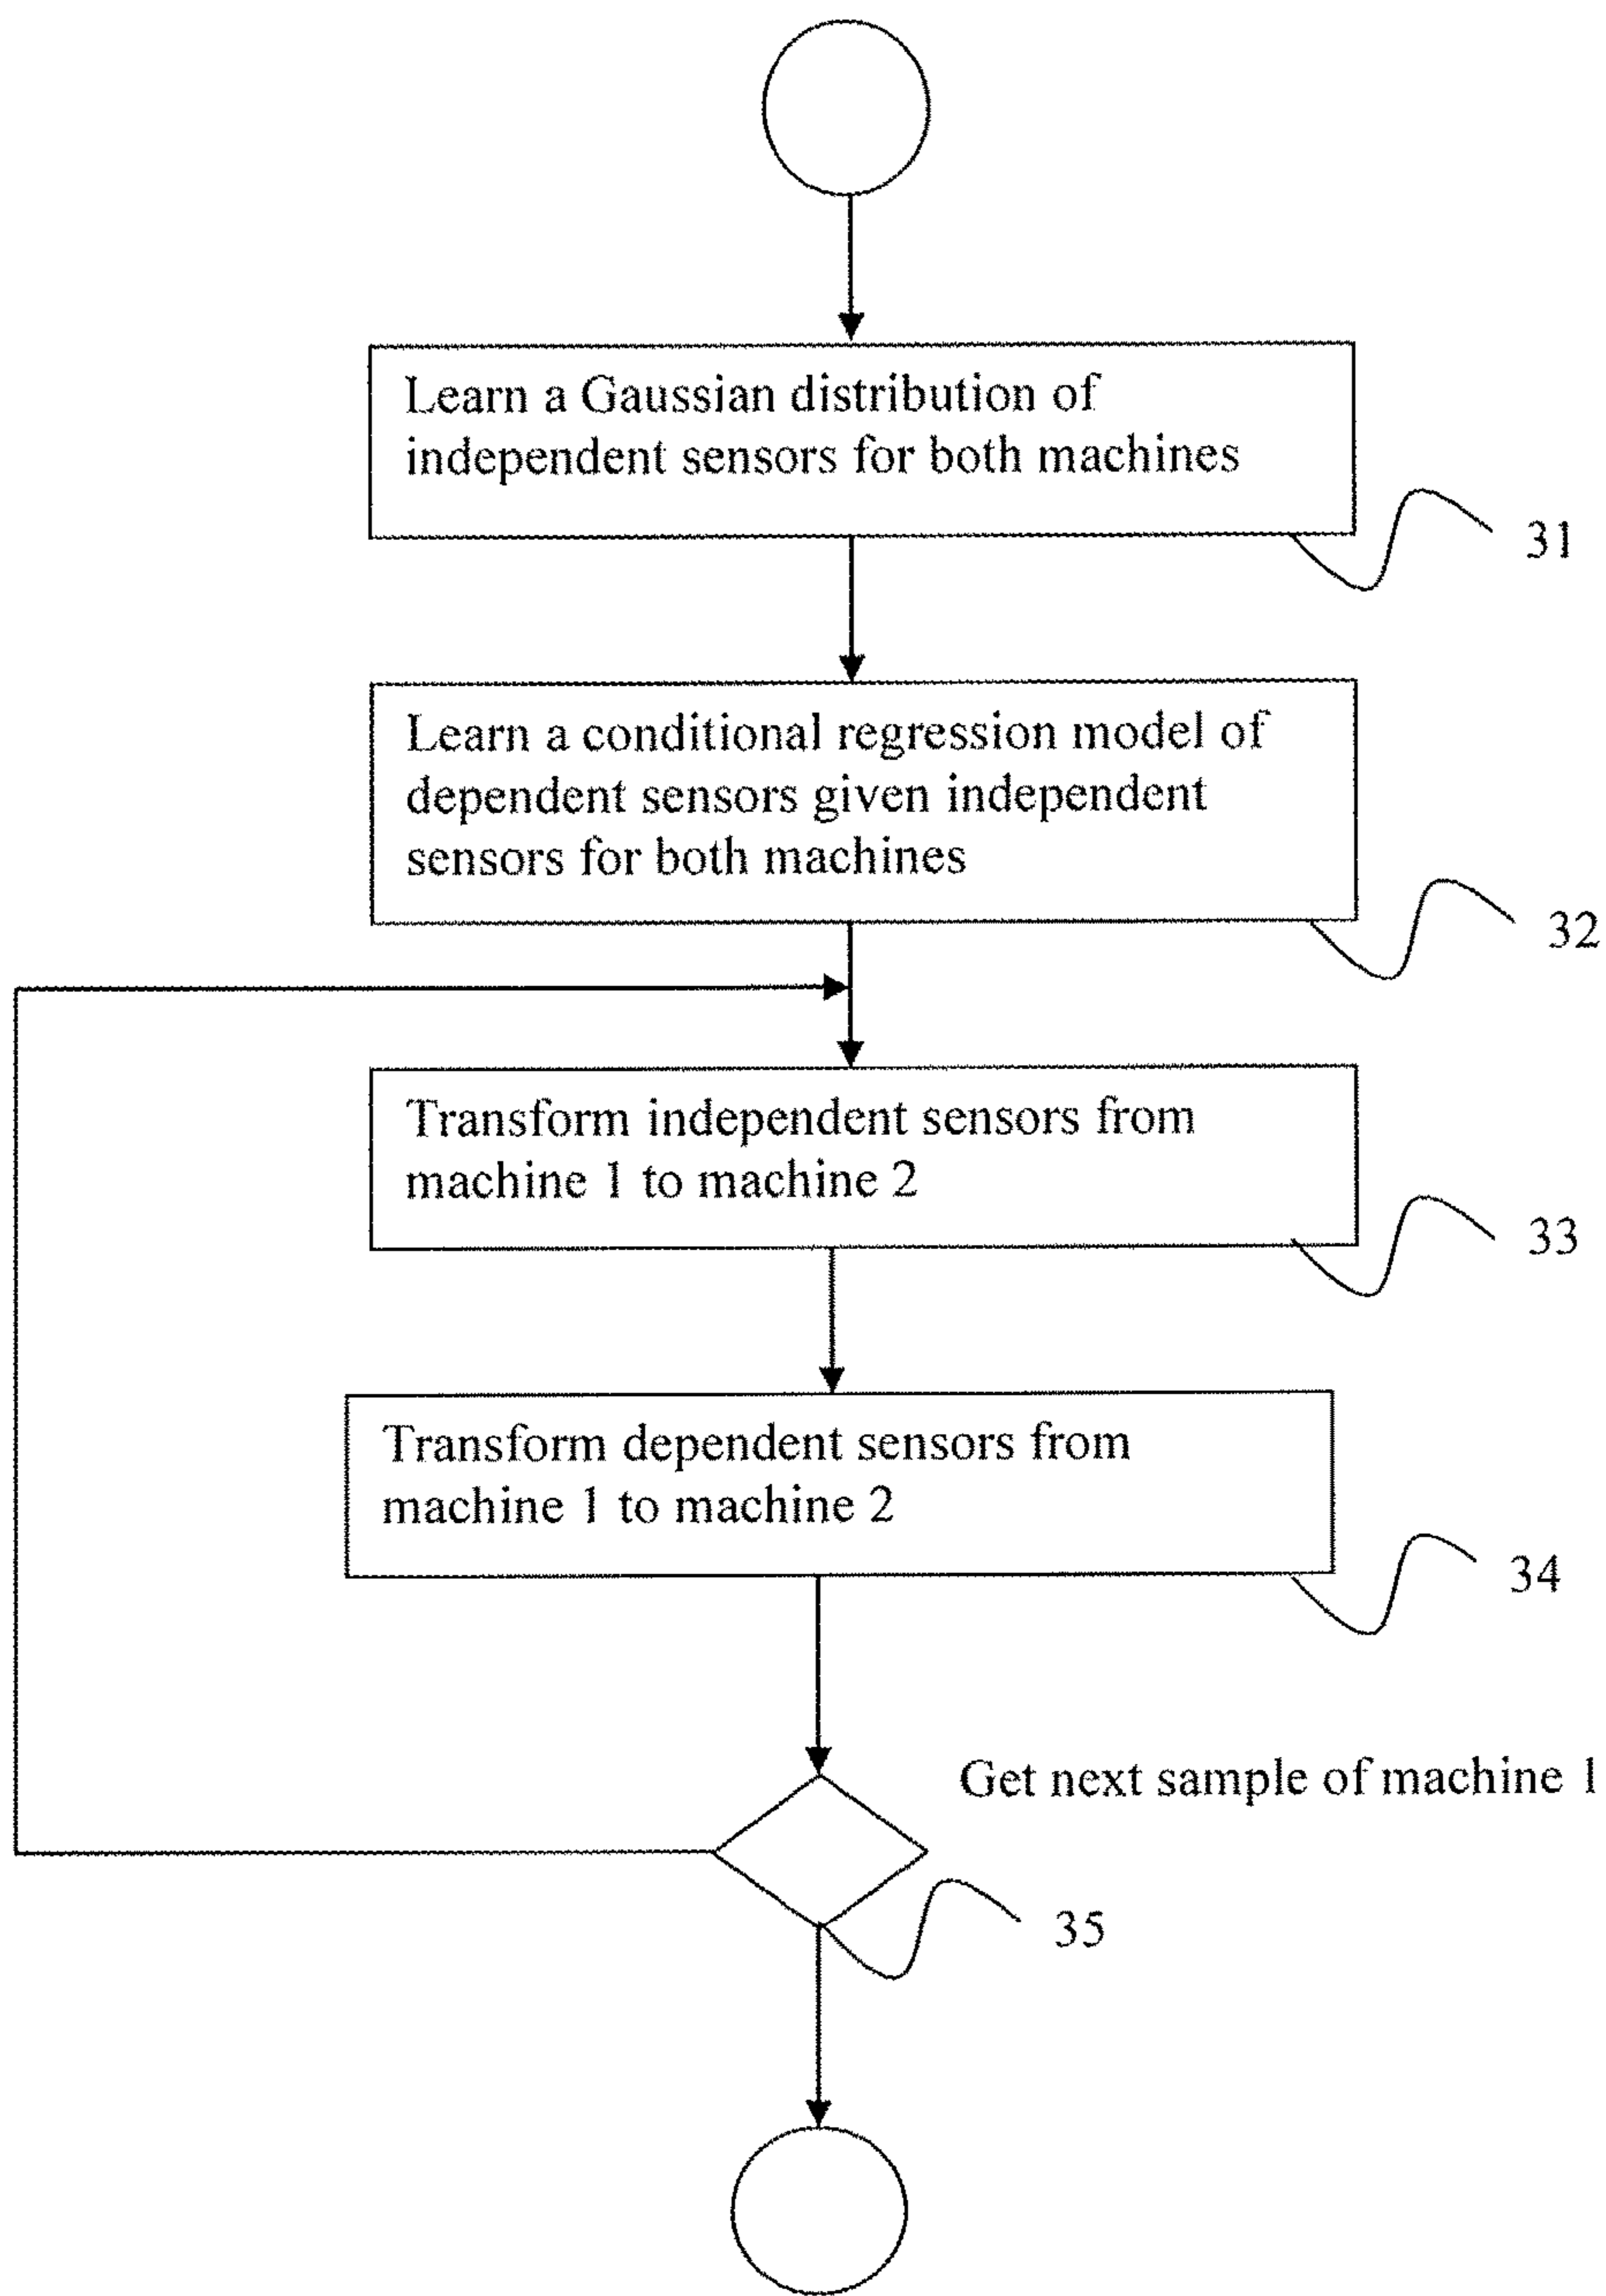 Learn a Gaussian distribution of
independent sensors for both machines
31
Learn a conditional regression model of
dependent sensors given independent
sensors for both machines
32
Transform independent sensors from
machine 1 to machine 2
33
Transform dependent sensors from
machine 1 to machine 2
34
Get next sample of machine 1
35